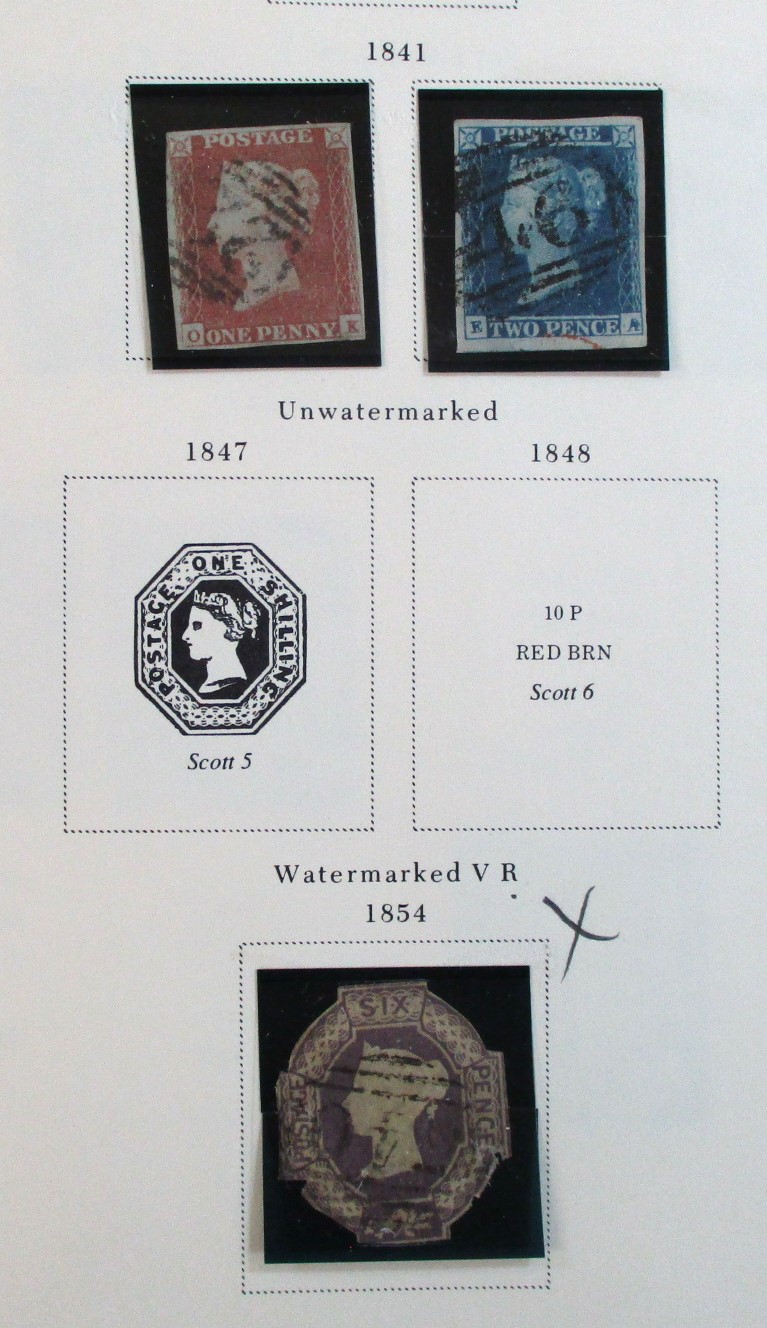 1841
POSTAGE
O ONE PENNY K
POSTAGE
E TWO PENCE A
Unwatermarked
1847
1848
POSTAGE ONE SHILLING
Scott 5
10 P
RED BRN
Scott 6
Watermarked V R
1854
SIX
POSTAGE
PENCE